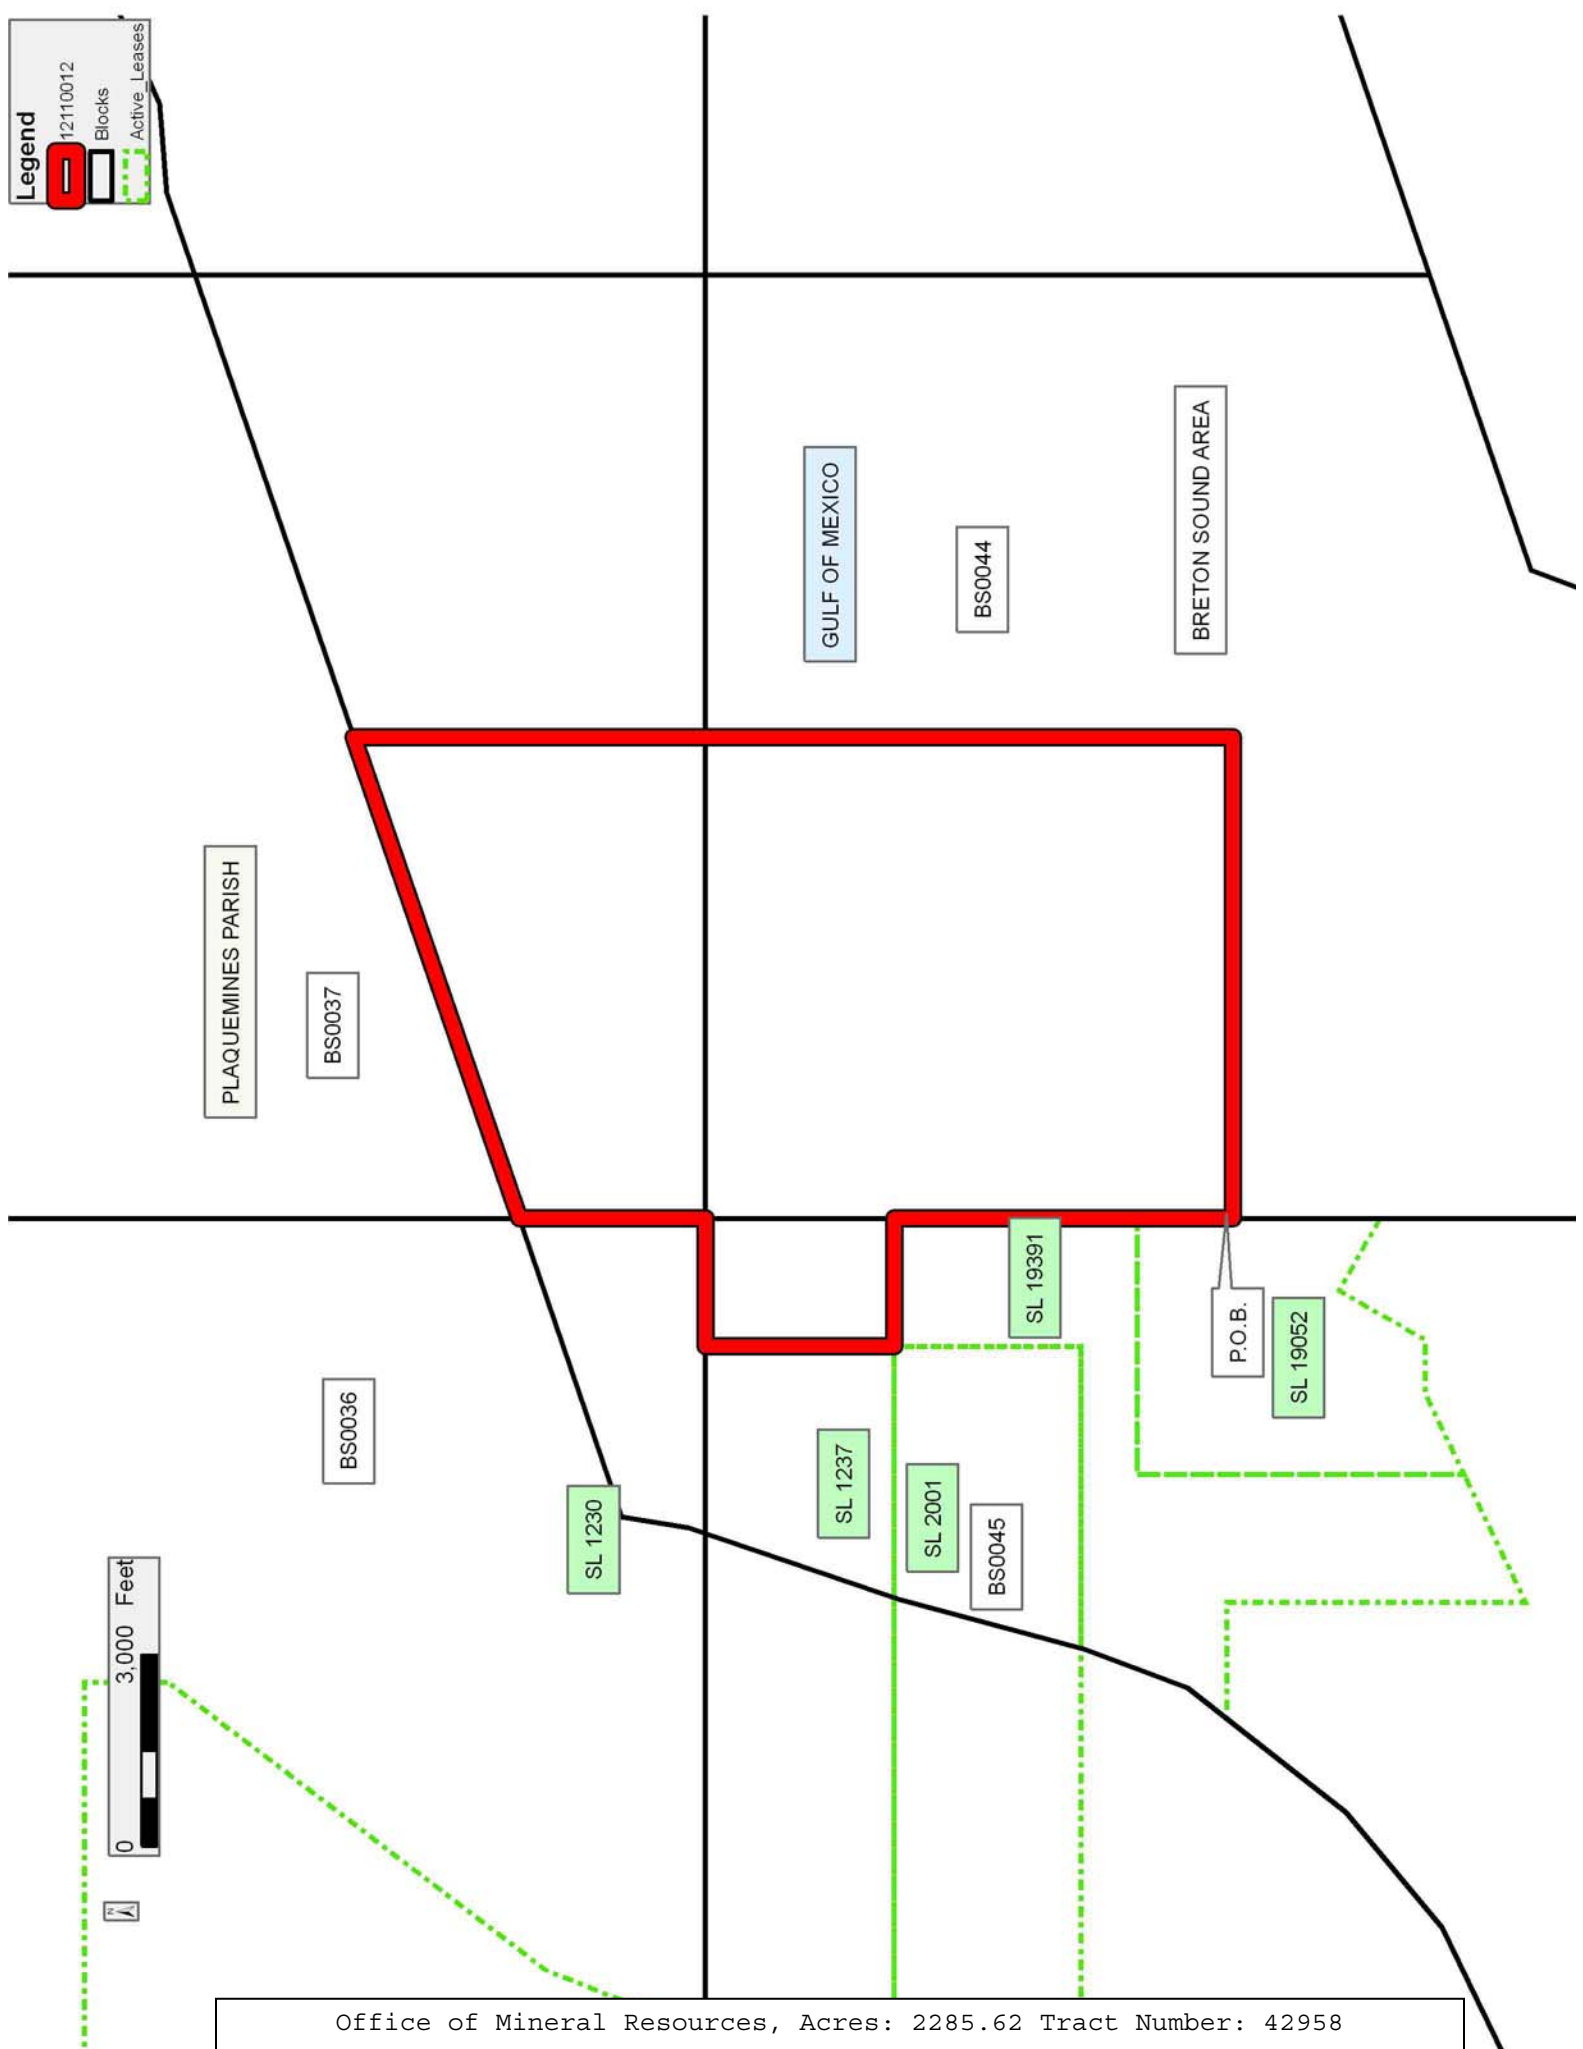 Legend
12110012
Blocks
Active_Leases
PLAQUEMINES PARISH
BS0037
GULF OF MEXICO
BS0044
BRETON SOUND AREA
BS0036
SL 1230
SL 1237
SL 2001
BS0045
SL 19391
P.O.B.
SL 19052
0 3,000 Feet
N
Office of Mineral Resources, Acres: 2285.62 Tract Number: 42958